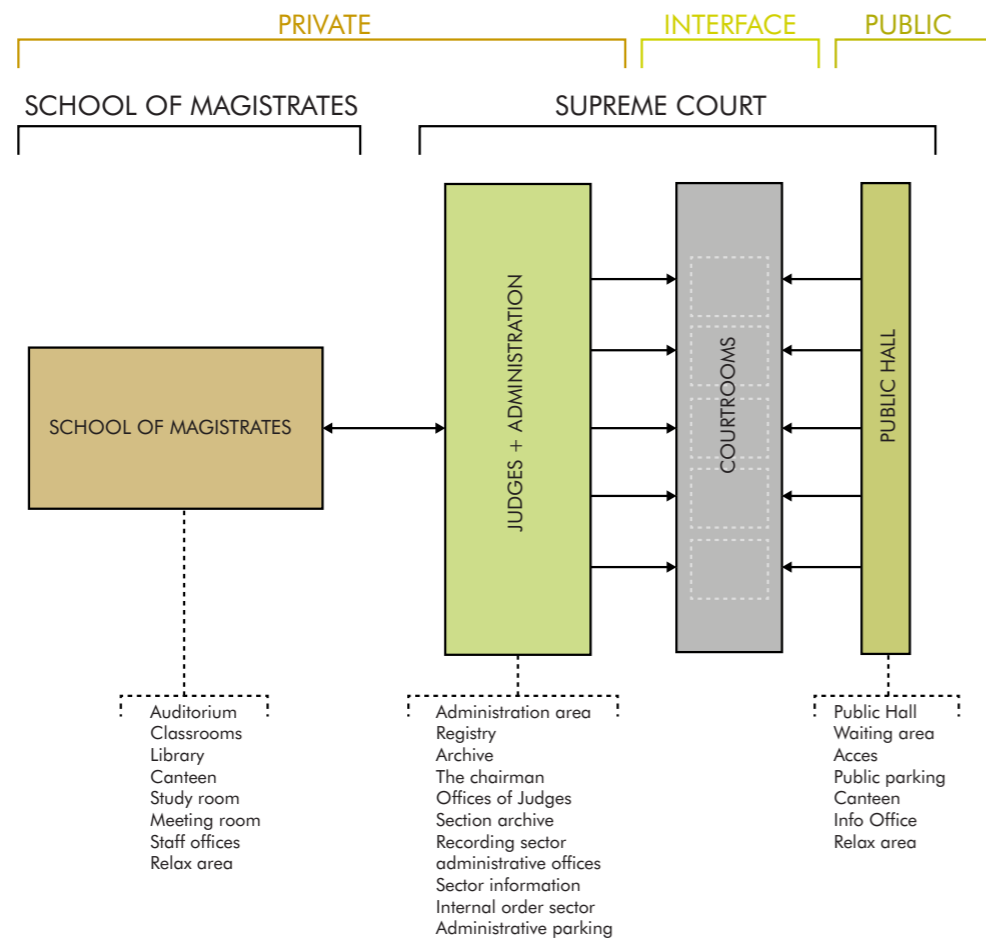 PRIVATE
INTERFACE
PUBLIC
SCHOOL OF MAGISTRATES
SUPREME COURT
SCHOOL OF MAGISTRATES
JUDGES + ADMINISTRATION
COURTROOMS
PUBLIC HALL
Auditorium
Classrooms
Library
Canteen
Study room
Meeting room
Staff offices
Relax area
Administration area
Registry
Archive
The chairman
Offices of Judges
Section archive
Recording sector
administrative offices
Sector information
Internal order sector
Administrative parking
Public Hall
Waiting area
Acces
Public parking
Canteen
Info Office
Relax area